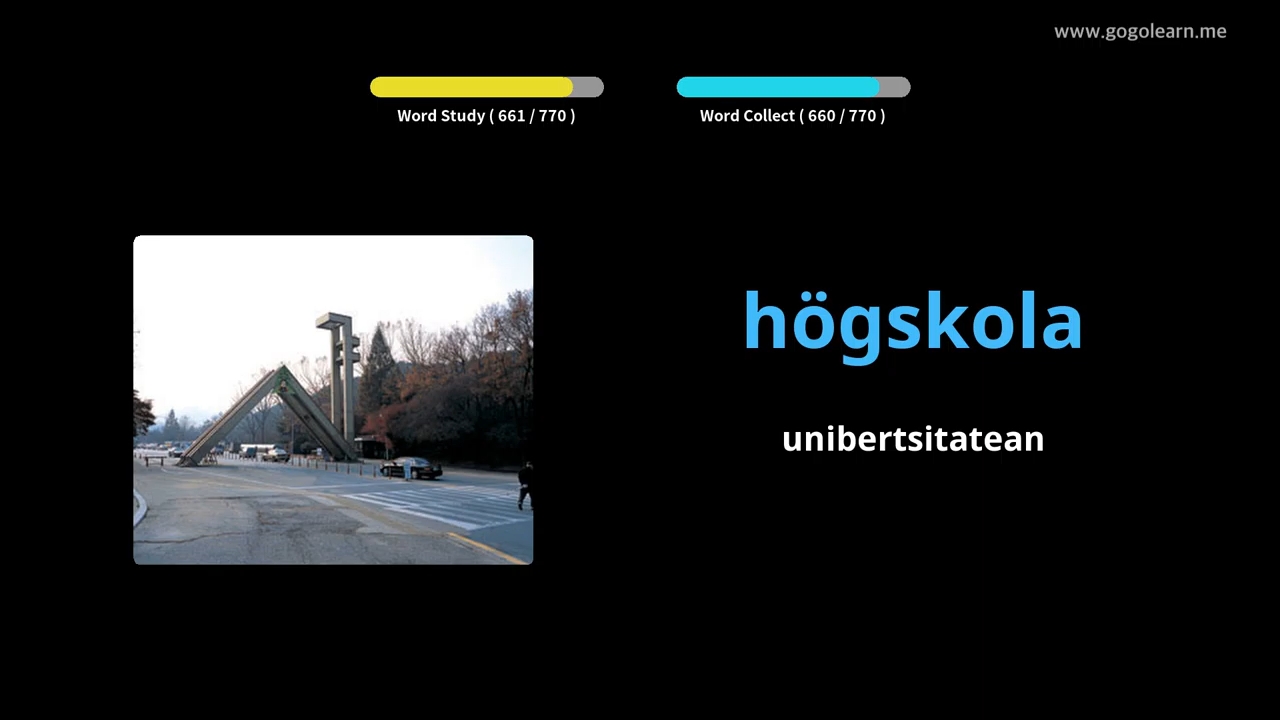 www.gogolearn.me
Word Study ( 661 / 770 )
Word Collect ( 660 / 770 )
högskola
unibertsitatean